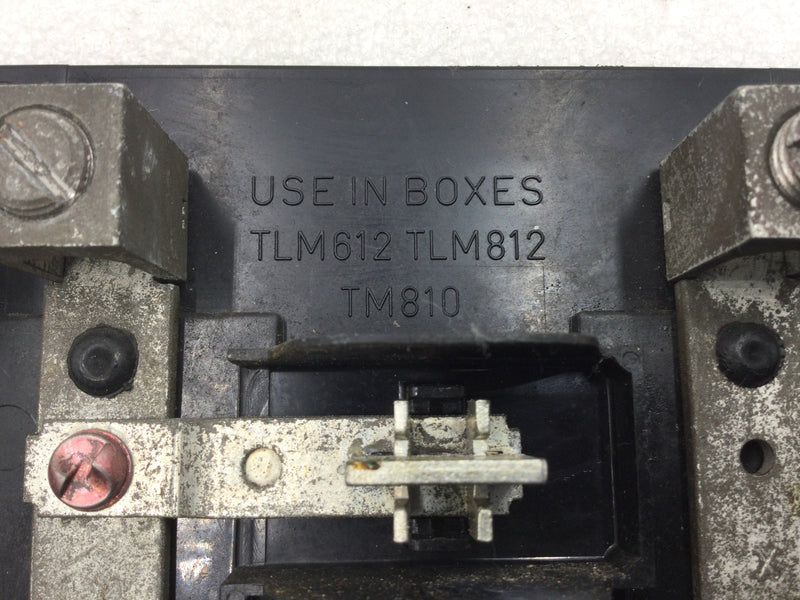 USE IN BOXES
TLM612 TLM812
TM810